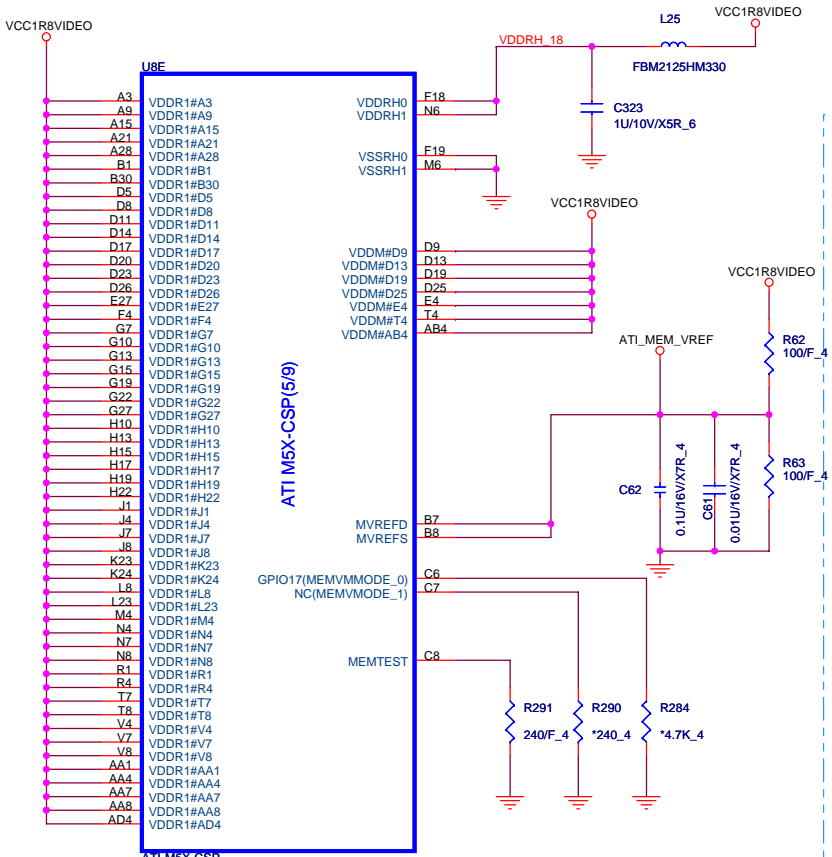 VCC1R8VIDEO
U8E
A3 VDDR1#A3
A9 VDDR1#A9
A15 VDDR1#A15
A21 VDDR1#A21
A28 VDDR1#A28
B1 VDDR1#B1
B30 VDDR1#B30
D5 VDDR1#D5
D8 VDDR1#D8
D11 VDDR1#D11
D14 VDDR1#D14
D17 VDDR1#D17
D20 VDDR1#D20
D23 VDDR1#D23
D26 VDDR1#D26
E27 VDDR1#E27
F4 VDDR1#F4
G7 VDDR1#G7
G10 VDDR1#G10
G13 VDDR1#G13
G15 VDDR1#G15
G19 VDDR1#G19
G22 VDDR1#G22
G27 VDDR1#G27
H10 VDDR1#H10
H13 VDDR1#H13
H15 VDDR1#H15
H17 VDDR1#H17
H19 VDDR1#H19
H22 VDDR1#H22
J1 VDDR1#J1
J4 VDDR1#J4
J7 VDDR1#J7
J8 VDDR1#J8
K23 VDDR1#K23
K24 VDDR1#K24
L8 VDDR1#L8
L23 VDDR1#L23
M4 VDDR1#M4
N4 VDDR1#N4
N7 VDDR1#N7
N8 VDDR1#N8
R1 VDDR1#R1
R4 VDDR1#R4
T7 VDDR1#T7
T8 VDDR1#T8
V4 VDDR1#V4
V7 VDDR1#V7
V8 VDDR1#V8
AA1 VDDR1#AA1
AA4 VDDR1#AA4
AA7 VDDR1#AA7
AA8 VDDR1#AA8
AD4 VDDR1#AD4
ATI M5X-CSP
ATI M5X-CSP(5/9)
VDDRH0 F18
VDDRH1 N6
VSSRH0 F19
VSSRH1 M6
VDDM#D9 D9
VDDM#D13 D13
VDDM#D19 D19
VDDM#D25 D25
VDDM#E4 E4
VDDM#T4 T4
VDDM#AB4 AB4
MVREFD B7
MVREFS B8
GPIO17(MEMVMMODE_0) C6
NC(MEMVMODE_1) C7
MEMTEST C8
VDDRH_18
L25
FBM2125HM330
VCC1R8VIDEO
C323
1U/10V/X5R_6
VCC1R8VIDEO
VCC1R8VIDEO
ATI_MEM_VREF
R62
100/F_4
R63
100/F_4
C62
0.1U/16V/X7R_4
C61
0.01U/16V/X7R_4
R291
240/F_4
R290
*240_4
R284
*4.7K_4